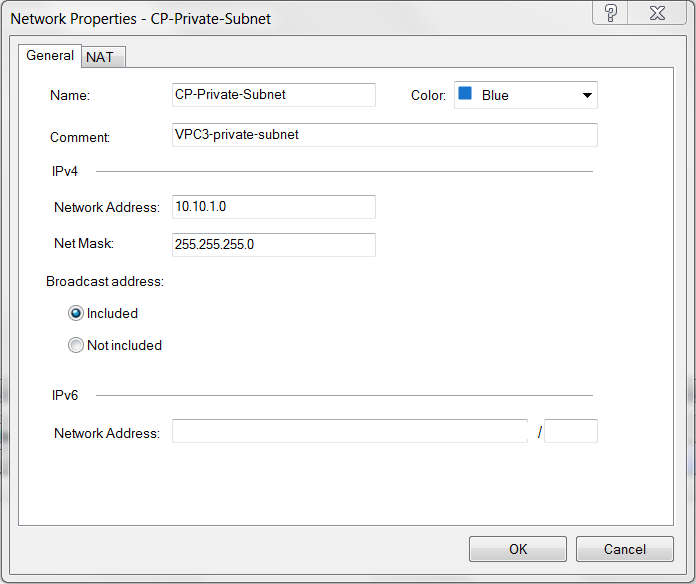 Network Properties - CP-Private-Subnet
General NAT
Name: CP-Private-Subnet Color: Blue
Comment: VPC3-private-subnet
IPv4
Network Address: 10.10.1.0
Net Mask: 255.255.255.0
Broadcast address:
Included
Not included
IPv6
Network Address: /
OK Cancel